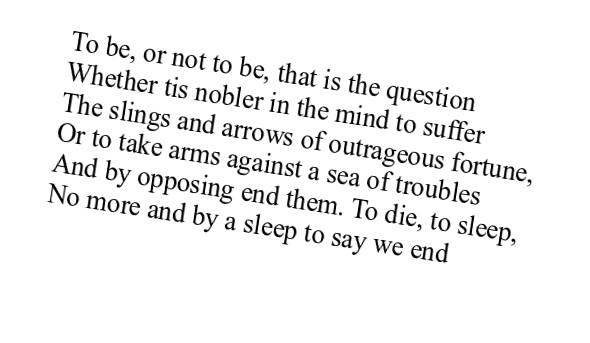 To be, or not to be, that is the question
Whether tis nobler in the mind to suffer
The slings and arrows of outrageous fortune,
Or to take arms against a sea of troubles
And by opposing end them. To die, to sleep,
No more and by a sleep to say we end